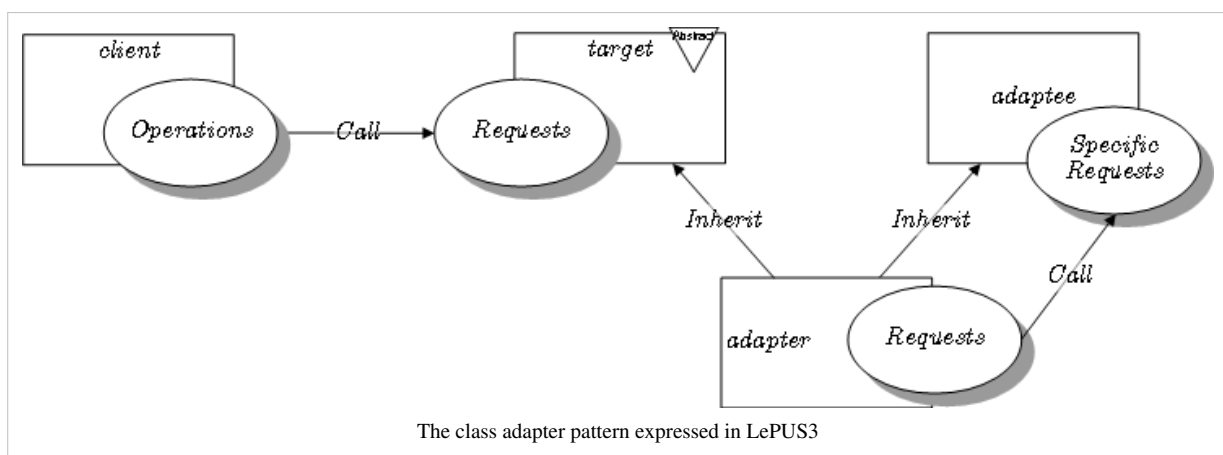 client
target
Abstract
adaptee
Operations
Call
Requests
Specific
Requests
Inherit
Inherit
Call
adapter
Requests
The class adapter pattern expressed in LePUS3